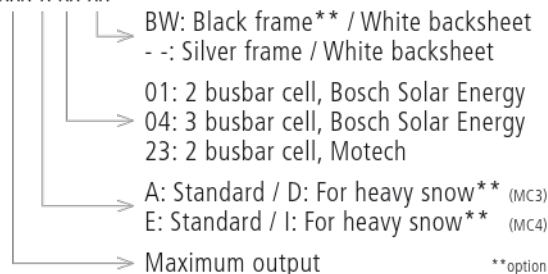 BW: Black frame** / White backsheet
- -: Silver frame / White backsheet
01: 2 busbar cell, Bosch Solar Energy
04: 3 busbar cell, Bosch Solar Energy
23: 2 busbar cell, Motech
A: Standard / D: For heavy snow** (MC3)
E: Standard / I: For heavy snow** (MC4)
Maximum output **option